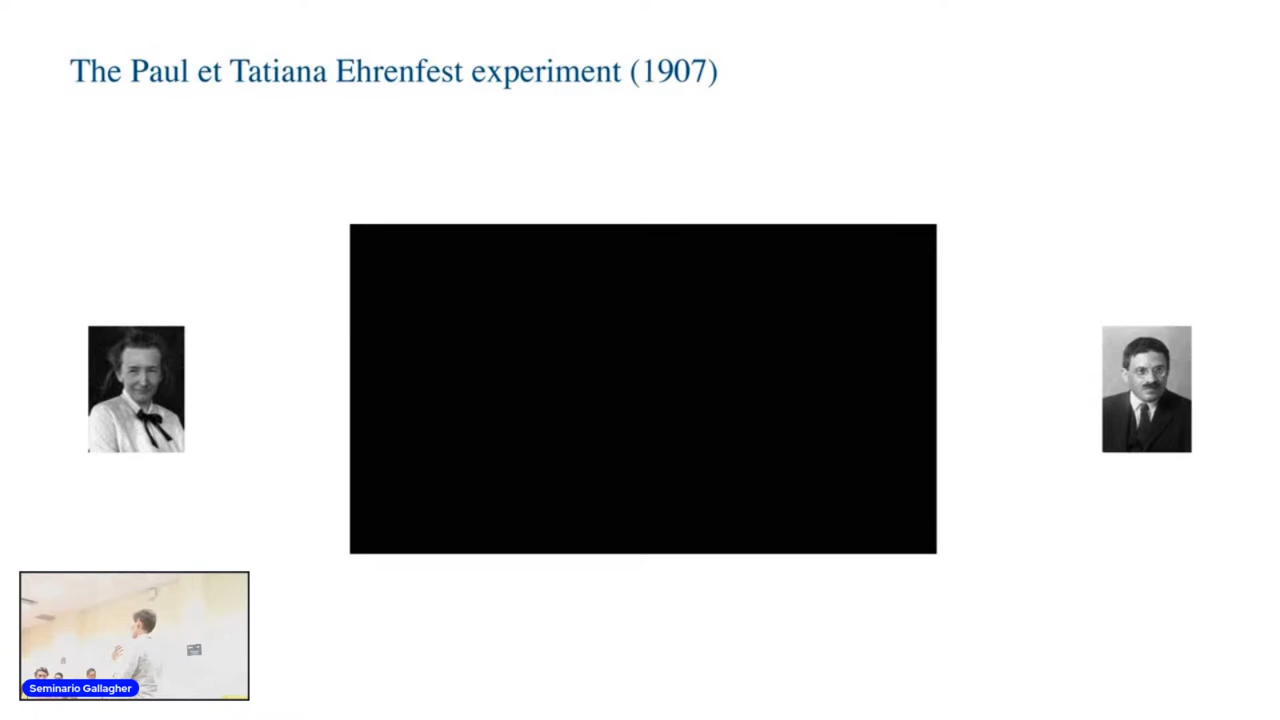 The Paul et Tatiana Ehrenfest experiment (1907)
Seminario Gallagher